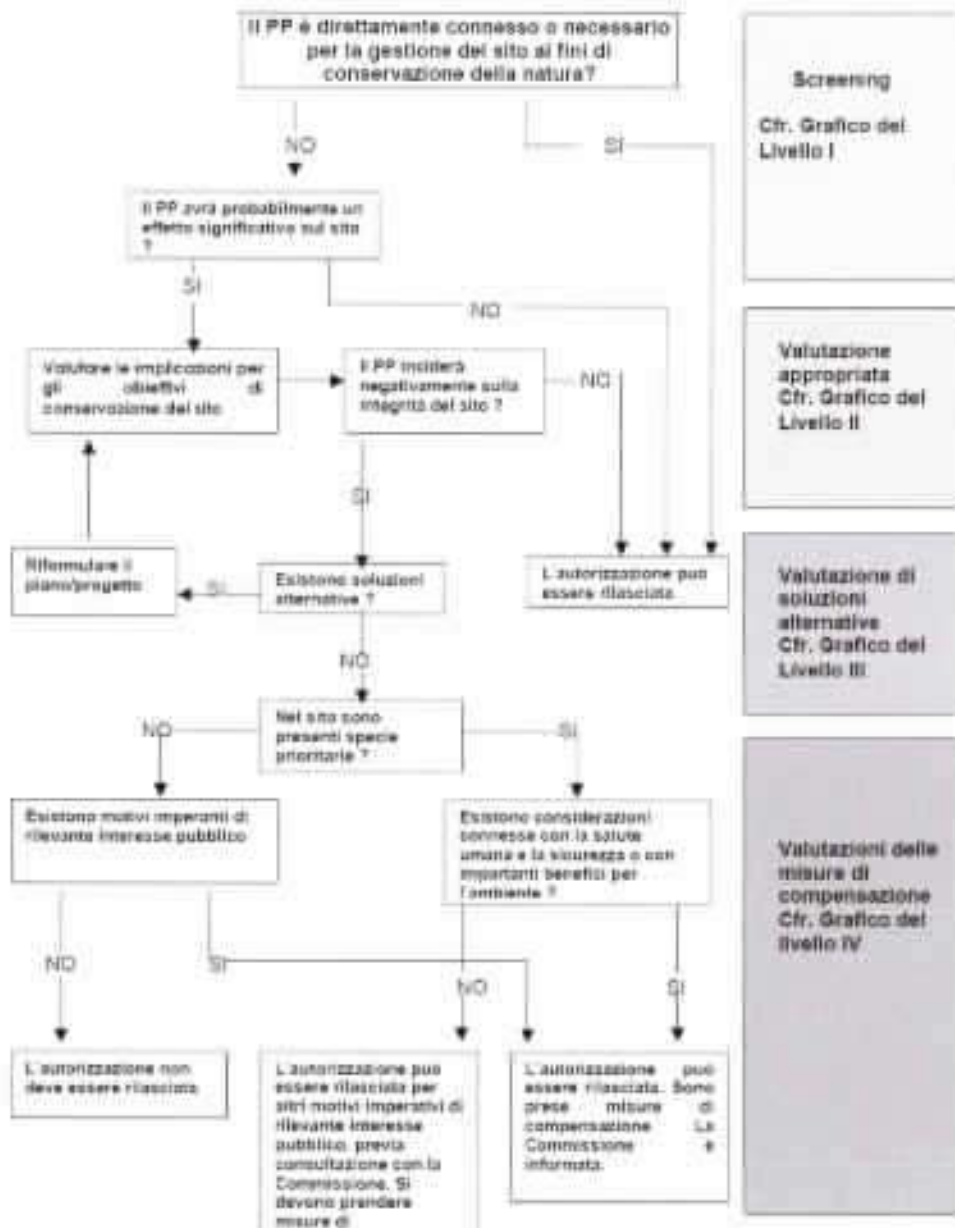 Il PP è direttamente connesso o necessario
per la gestione del sito ai fini di
conservazione della natura?
Screening
Cfr. Grafico del
Livello I
NO
SI
Il PP avrà probabilmente un
effetto significativo sul sito
?
SI
NO
Valutazione
appropriata
Cfr. Grafico del
Livello II
Valutare le implicazioni per
gli obiettivi di
conservazione del sito
Il PP inciderà
negativamente sulla
integrità del sito ?
NO
SI
Riformulare il
piano/progetto
SI
Esistono soluzioni
alternative ?
L'autorizzazione può
essere rilasciata
Valutazione di
soluzioni
alternative
Cfr. Grafico del
Livello III
NO
Nel sito sono
presenti specie
prioritarie ?
NO
SI
Esistono motivi imperanti di
rilevante interesse pubblico
Esistono considerazioni
connesse con la salute
umana e la sicurezza o con
importanti benefici per
l'ambiente ?
Valutazioni delle
misure di
compensazione
Cfr. Grafico del
livello IV
NO
SI
NO
SI
L'autorizzazione non
deve essere rilasciata
L'autorizzazione può
essere rilasciata per
altri motivi imperativi di
rilevante interesse
pubblico, previa
consultazione con la
Commissione. Si
devono prendere
misure di
L'autorizzazione può
essere rilasciata. Sono
prese misure di
compensazione La
Commissione è
informata.